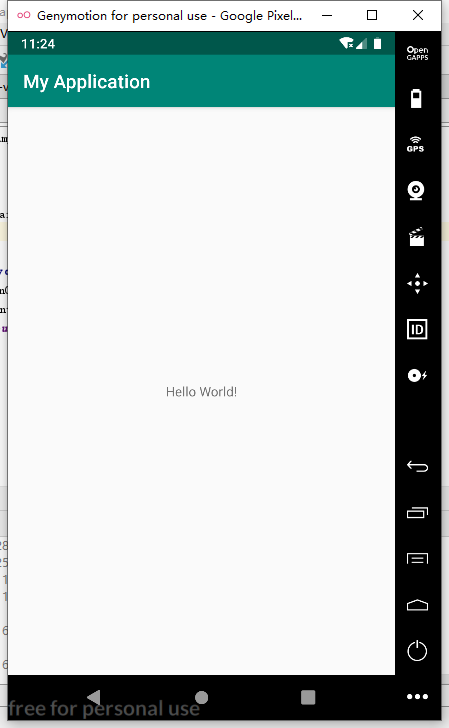 Genymotion for personal use - Google Pixel...
11:24
Open
GAPPS
My Application
GPS
Hello World!
ID
free for personal use